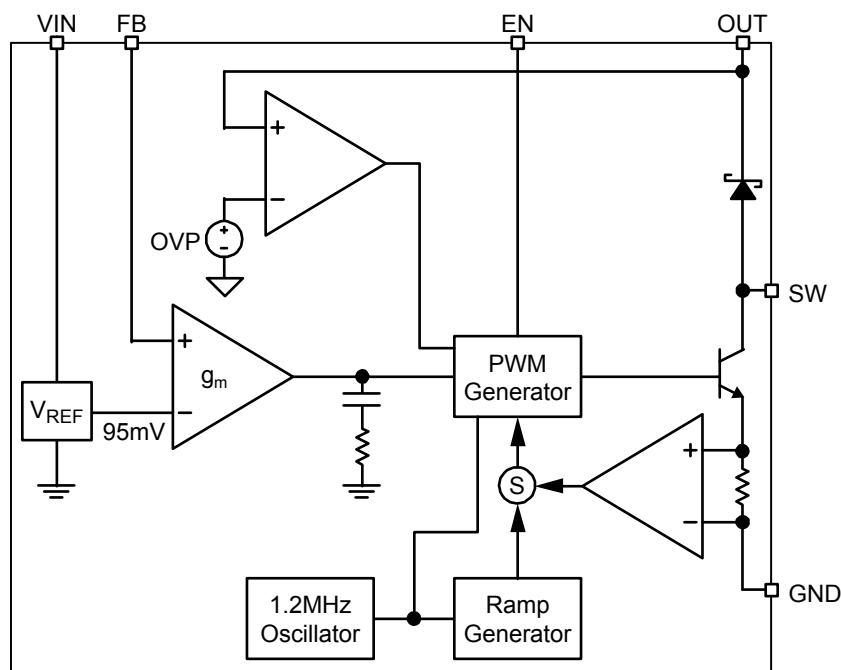 VIN FB EN OUT
+
−
OVP
+
−
SW
+
gm
−
VREF
95mV
PWM
Generator
S
+
−
GND
1.2MHz
Oscillator
Ramp
Generator